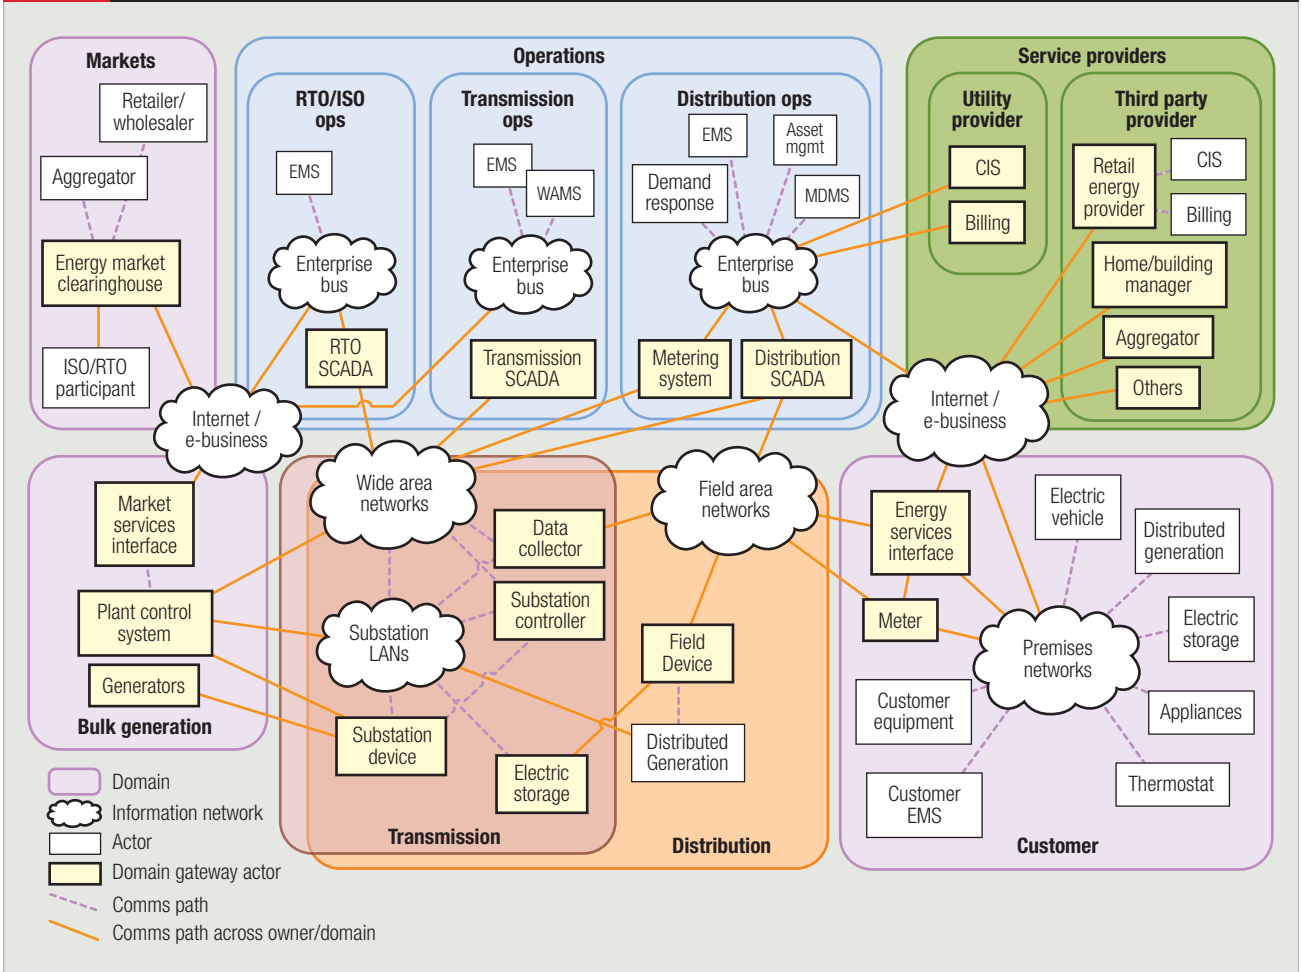 Markets
Retailer/
wholesaler
Aggregator
Energy market
clearinghouse
ISO/RTO
participant
Operations
RTO/ISO
ops
EMS
Enterprise
bus
RTO
SCADA
Transmission
ops
EMS
WAMS
Enterprise
bus
Transmission
SCADA
Distribution ops
EMS
Asset
mgmt
Demand
response
MDMS
Enterprise
bus
Metering
system
Distribution
SCADA
Service providers
Utility
provider
CIS
Billing
Third party
provider
Retail
energy
provider
CIS
Billing
Home/building
manager
Aggregator
Others
Internet /
e-business
Internet /
e-business
Market
services
interface
Plant control
system
Generators
Bulk generation
Wide area
networks
Data
collector
Substation
controller
Substation
LANs
Substation
device
Electric
storage
Transmission
Field area
networks
Field
Device
Distributed
Generation
Distribution
Energy
services
interface
Meter
Electric
vehicle
Distributed
generation
Electric
storage
Premises
networks
Customer
equipment
Appliances
Customer
EMS
Thermostat
Customer
Domain
Information network
Actor
Domain gateway actor
Comms path
Comms path across owner/domain